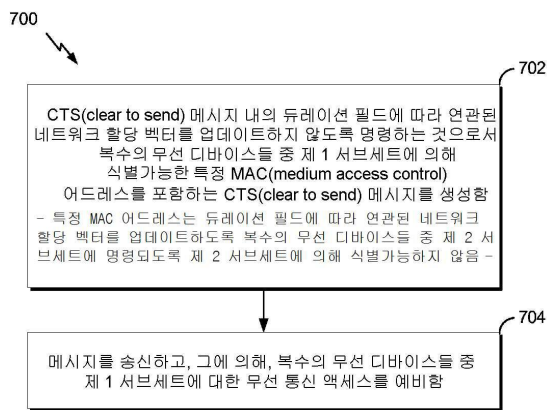 700
702
CTS(clear to send) 메시지 내의 듀레이션 필드에 따라 연관된
네트워크 할당 벡터를 업데이트하지 않도록 명령하는 것으로서
복수의 무선 디바이스들 중 제 1 서브세트에 의해
식별가능한 특정 MAC(medium access control)
어드레스를 포함하는 CTS(clear to send) 메시지를 생성함
- 특정 MAC 어드레스는 듀레이션 필드에 따라 연관된 네트워크
할당 벡터를 업데이트하도록 복수의 무선 디바이스들 중 제 2 서
브세트에 명령되도록 제 2 서브세트에 의해 식별가능하지 않음 -
704
메시지를 송신하고, 그에 의해, 복수의 무선 디바이스들 중
제 1 서브세트에 대한 무선 통신 액세스를 예비함